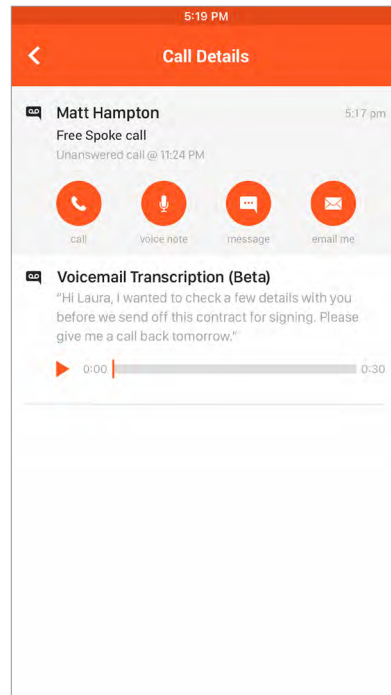 5:19 PM
Call Details
Matt Hampton 5:17 pm
Free Spoke call
Unanswered call @ 11:24 PM
call voice note message email me
Voicemail Transcription (Beta)
“Hi Laura, I wanted to check a few details with you
before we send off this contract for signing. Please
give me a call back tomorrow.”
0:00 0:30